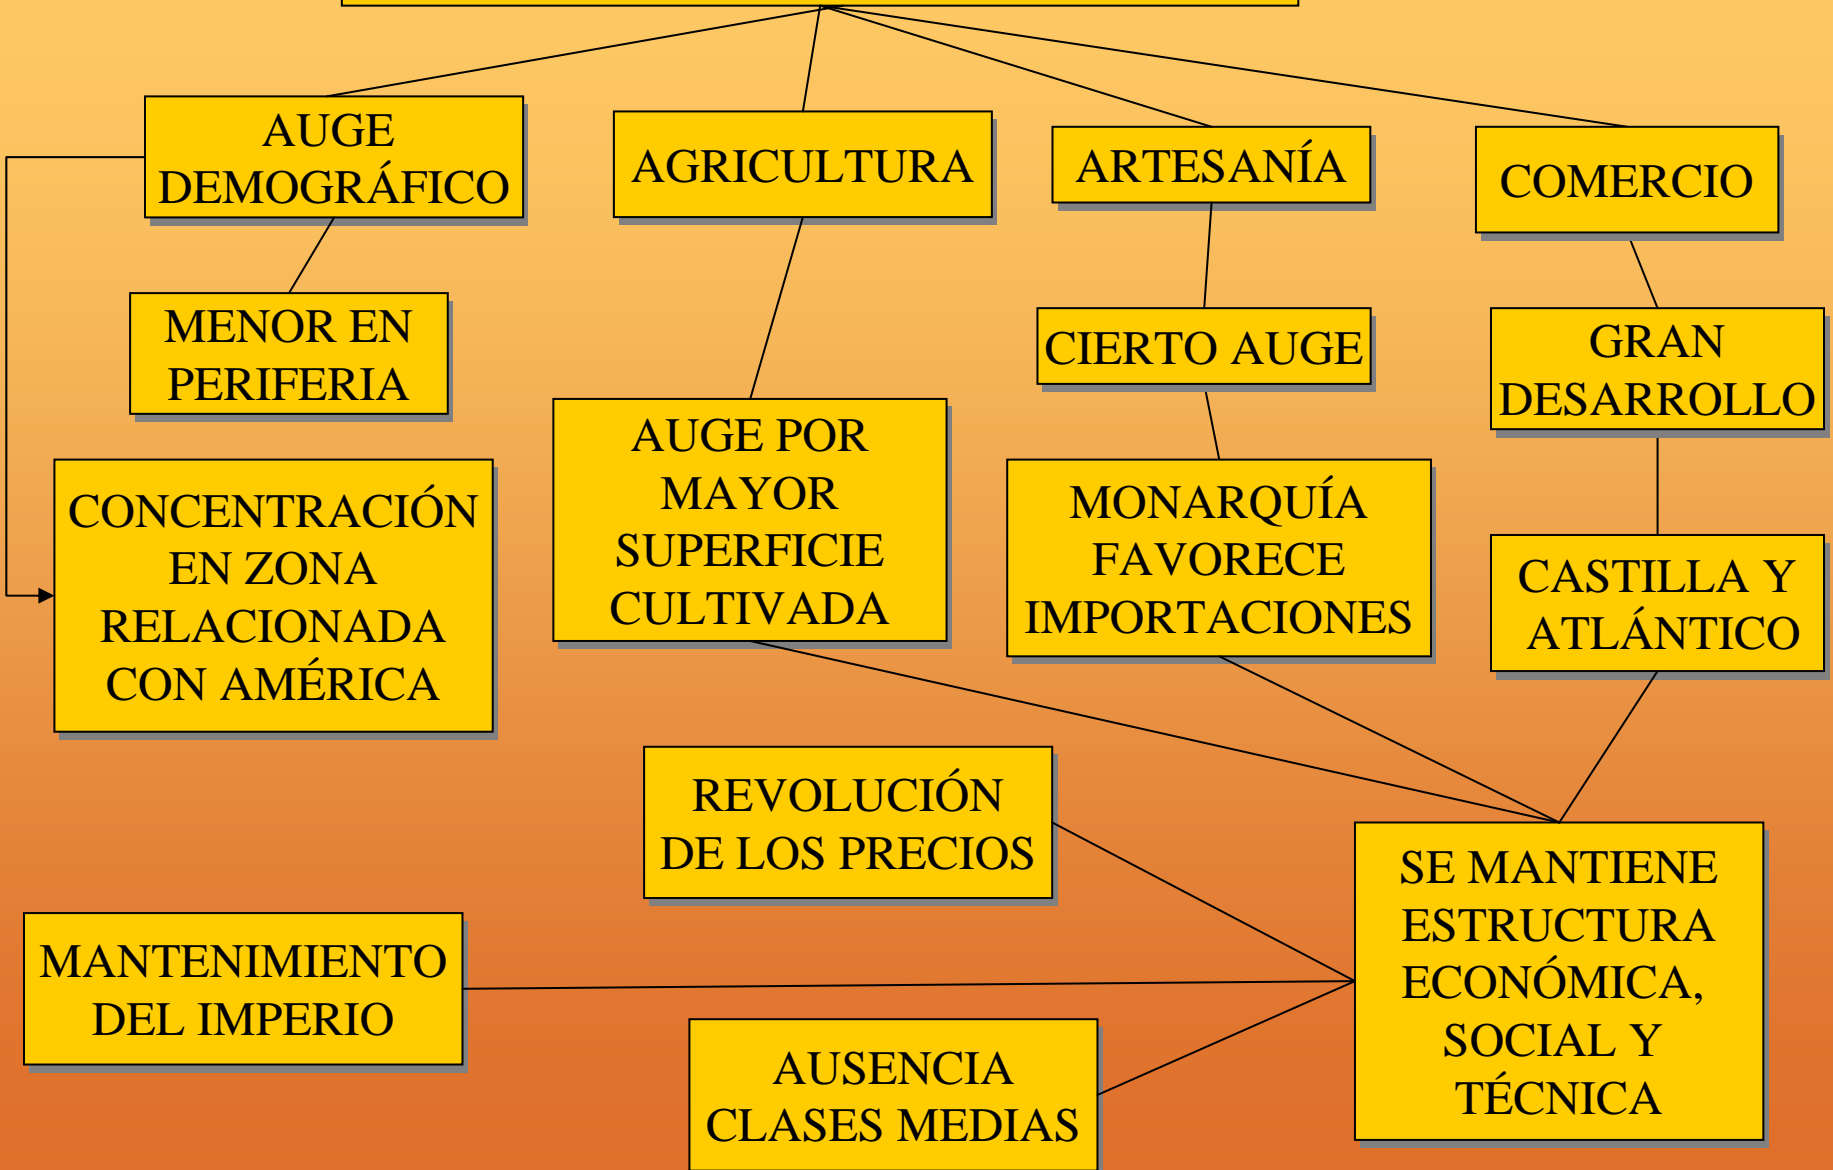 AUGE
DEMOGRÁFICO
AGRICULTURA
ARTESANÍA
COMERCIO
MENOR EN
PERIFERIA
CIERTO AUGE
GRAN
DESARROLLO
AUGE POR
MAYOR
SUPERFICIE
CULTIVADA
CONCENTRACIÓN
EN ZONA
RELACIONADA
CON AMÉRICA
MONARQUÍA
FAVORECE
IMPORTACIONES
CASTILLA Y
ATLÁNTICO
REVOLUCIÓN
DE LOS PRECIOS
SE MANTIENE
ESTRUCTURA
ECONÓMICA,
SOCIAL Y
TÉCNICA
MANTENIMIENTO
DEL IMPERIO
AUSENCIA
CLASES MEDIAS